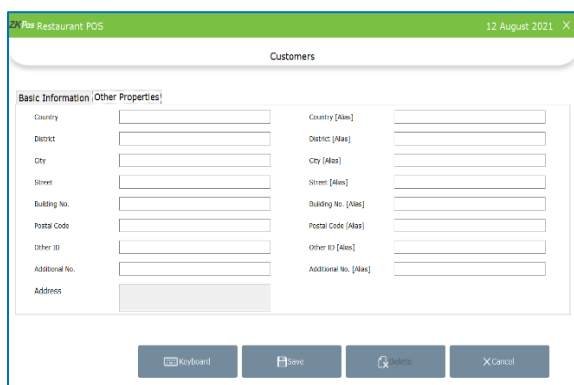 ZKPos Restaurant POS 12 August 2021 X
Customers
Basic Information Other Properties
Country Country [Alias]
District District [Alias]
City City [Alias]
Street Street [Alias]
Building No. Building No. [Alias]
Postal Code Postal Code [Alias]
Other ID Other ID [Alias]
Additional No. Additional No. [Alias]
Address
Keyboard Save Delete Cancel